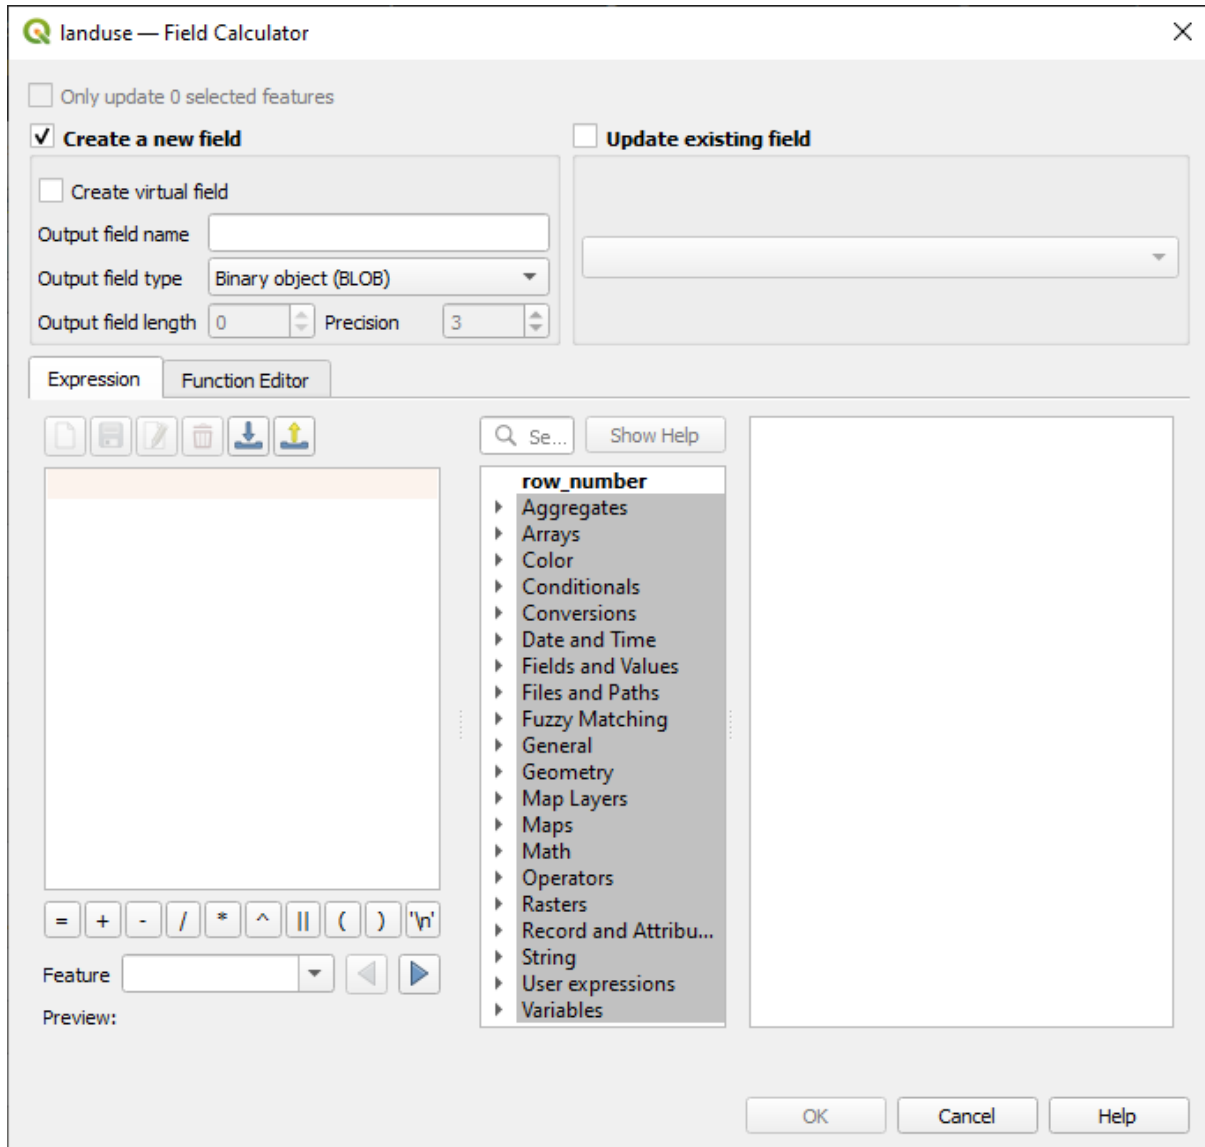 landuse — Field Calculator
Only update 0 selected features
Create a new field
Update existing field
Create virtual field
Output field name
Output field type Binary object (BLOB)
Output field length 0 Precision 3
Expression Function Editor
Se... Show Help
row_number
Aggregates
Arrays
Color
Conditionals
Conversions
Date and Time
Fields and Values
Files and Paths
Fuzzy Matching
General
Geometry
Map Layers
Maps
Math
Operators
Rasters
Record and Attribu...
String
User expressions
Variables
= + - / * ^ || ( ) '\n'
Feature
Preview:
OK Cancel Help